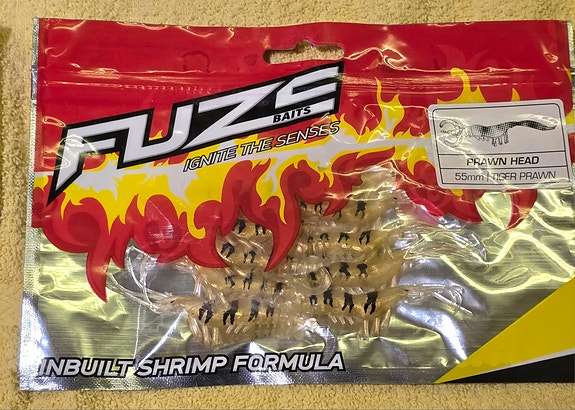 FUZE
BAITS
IGNITE THE SENSES
PRAWN HEAD
55mm | TIGER PRAWN
INBUILT SHRIMP FORMULA